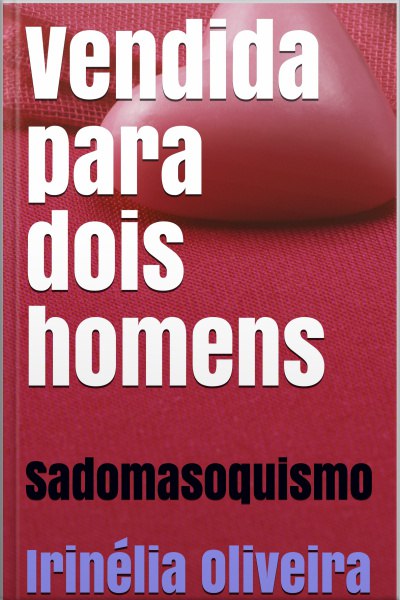 Vendida
para
dois
homens
Sadomasoquismo
Irinélia Oliveira